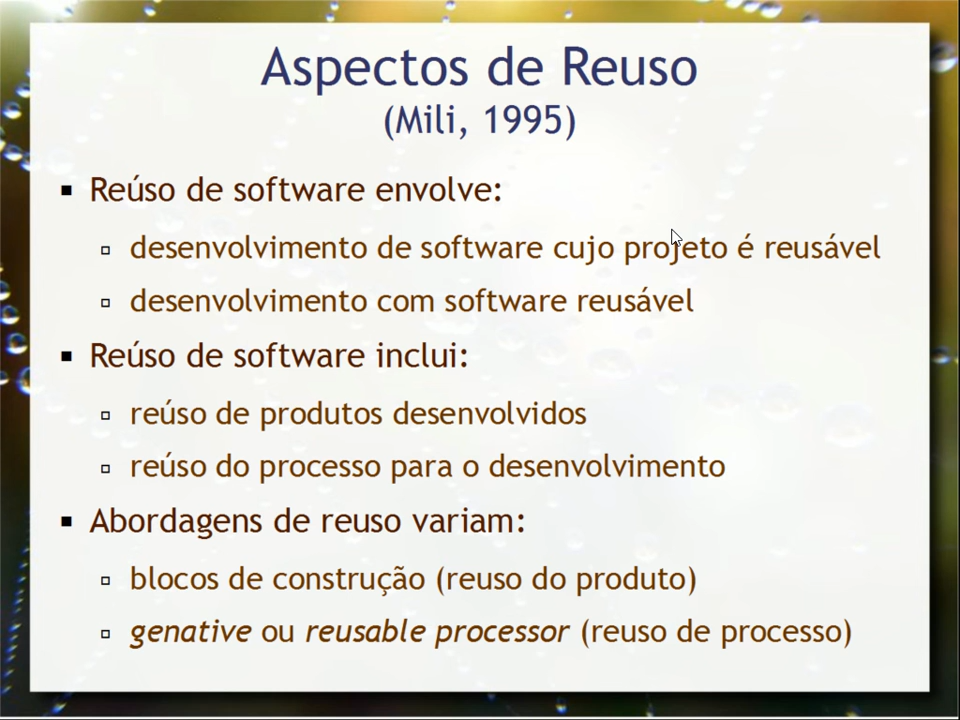 Aspectos de Reuso
(Mili, 1995)
Reúso de software envolve:
desenvolvimento de software cujo projeto é reusável
desenvolvimento com software reusável
Reúso de software inclui:
reúso de produtos desenvolvidos
reúso do processo para o desenvolvimento
Abordagens de reuso variam:
blocos de construção (reuso do produto)
genative ou reusable processor (reuso de processo)